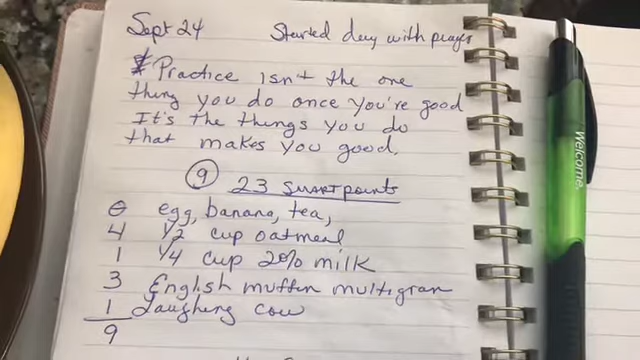 Sept 24 Started day with prayer
Practice isn't the one
thing you do once you're good
It's the things you do
that makes you good.
9 23 SMARTPOINTS
0 egg, banana, tea,
4 1/2 cup oatmeal
1 1/4 cup 2% milk
3 English muffin multigran
1 Laughing cow
9
Welcome.